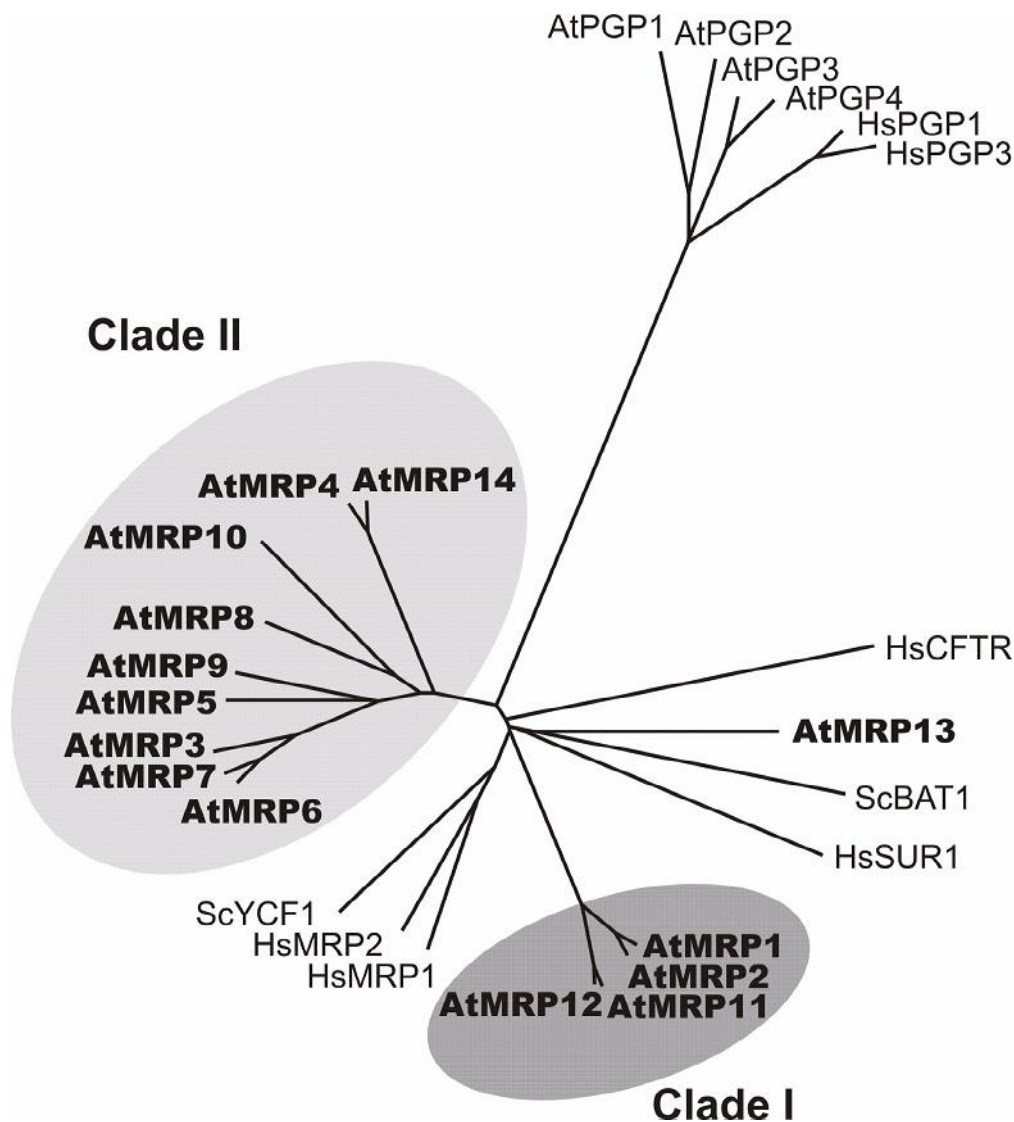 AtPGP1
AtPGP2
AtPGP3
AtPGP4
HsPGP1
HsPGP3
Clade II
AtMRP4
AtMRP14
AtMRP10
AtMRP8
AtMRP9
AtMRP5
AtMRP3
AtMRP7
AtMRP6
HsCFTR
AtMRP13
ScBAT1
HsSUR1
ScYCF1
HsMRP2
HsMRP1
AtMRP1
AtMRP2
AtMRP12
AtMRP11
Clade I